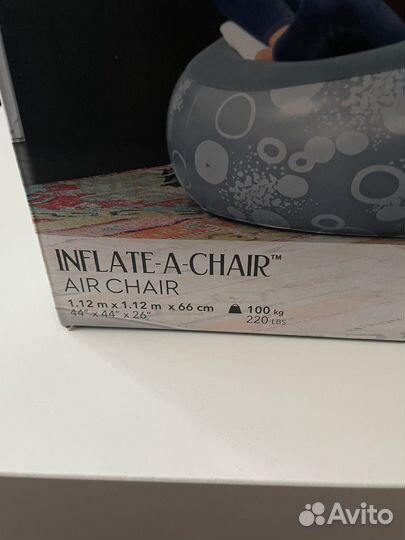 INFLATE-A-CHAIR™
AIR CHAIR
1.12 m x 1.12 m x 66 cm 100 kg
44" x 44" x 26" 220 LBS
Avito